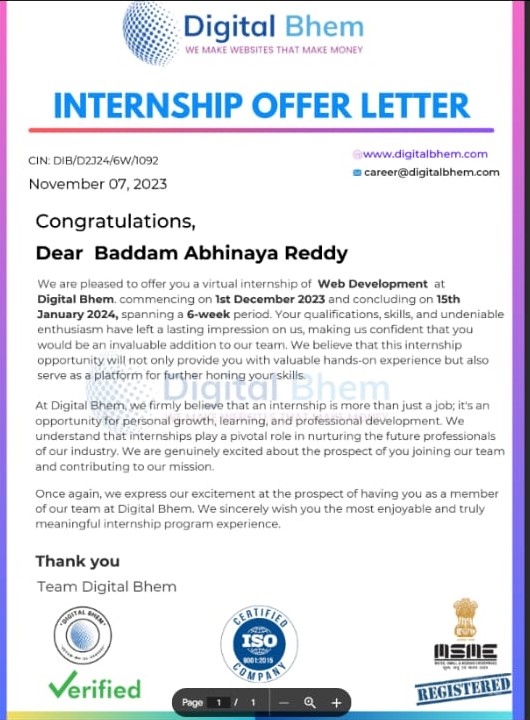 Digital Bhem
WE MAKE WEBSITES THAT MAKE MONEY
INTERNSHIP OFFER LETTER
CIN: DIB/D2J24/6W/1092
www.digitalbhem.com
November 07, 2023
career@digitalbhem.com
Congratulations,
Dear Baddam Abhinaya Reddy
We are pleased to offer you a virtual internship of Web Development at
Digital Bhem. commencing on 1st December 2023 and concluding on 15th
January 2024, spanning a 6-week period. Your qualifications, skills, and undeniable
enthusiasm have left a lasting impression on us, making us confident that you
would be an invaluable addition to our team. We believe that this internship
opportunity will not only provide you with valuable hands-on experience but also
serve as a platform for further honing your skills.
Digital Bhem
At Digital Bhem, we firmly believe that an internship is more than just a job; it's an
opportunity for personal growth, learning, and professional development. We
understand that internships play a pivotal role in nurturing the future professionals
of our industry. We are genuinely excited about the prospect of you joining our team
and contributing to our mission.
Once again, we express our excitement at the prospect of having you as a member
of our team at Digital Bhem. We sincerely wish you the most enjoyable and truly
meaningful internship program experience.
Thank you
Team Digital Bhem
"DIGITAL BHEM"
CERTIFIED
ISO
9001:2015
COMPANY
MSME
Verified
REGISTERED
Page 1 / 1